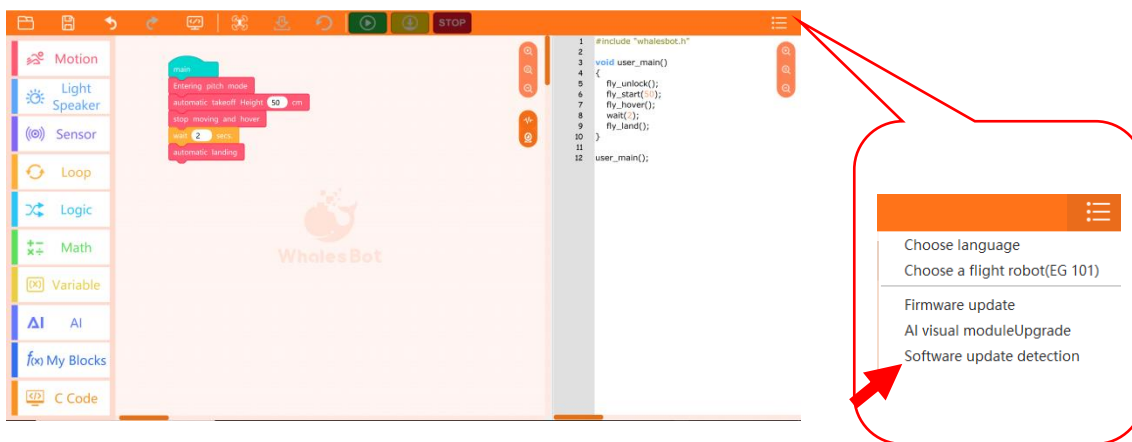 STOP
Motion
Light
Speaker
Sensor
Loop
Logic
Math
Variable
AI AI
f(x) My Blocks
C Code
main
Entering pitch mode
automatic takeoff Height 50 cm
stop moving and hover
wait 2 secs.
automatic landing
WhalesBot
1 #include "whalesbot.h"
2
3 void user_main()
4 {
5 fly_unlock();
6 fly_start(50);
7 fly_hover();
8 wait(2);
9 fly_land();
10 }
11
12 user_main();
Choose language
Choose a flight robot(EG 101)
Firmware update
AI visual moduleUpgrade
Software update detection